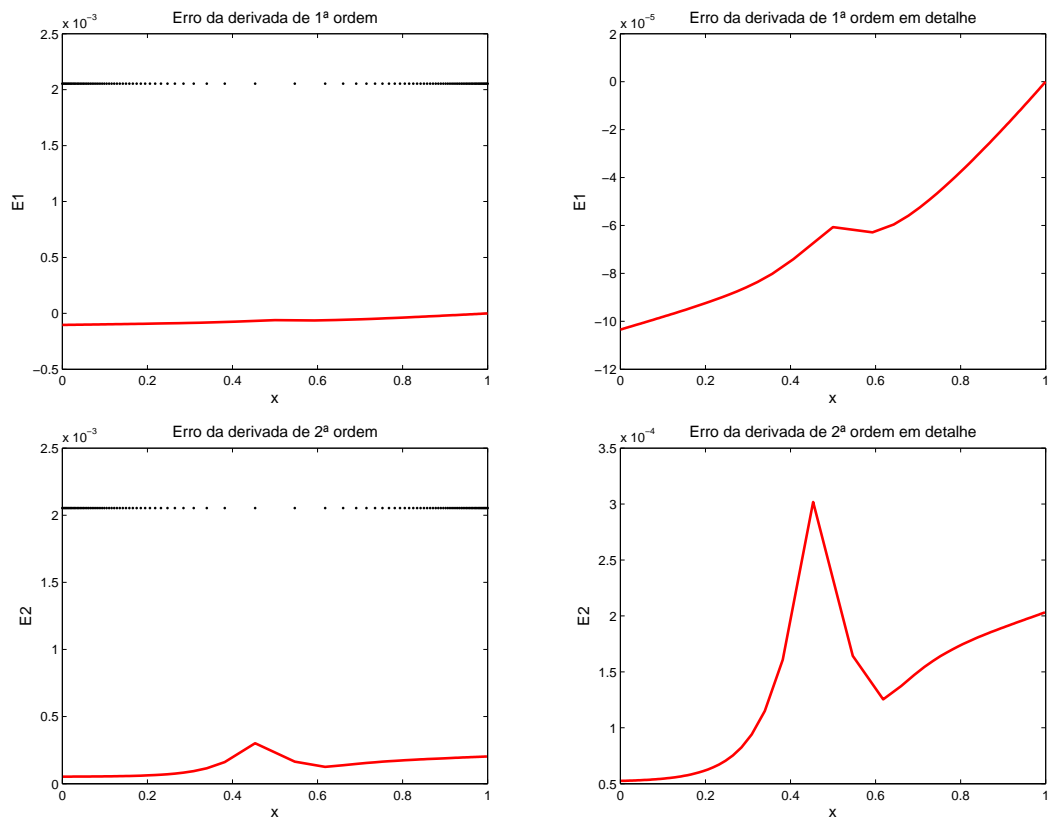 Erro da derivada de 1ª ordem
x 10⁻³
2.5
2
1.5
1
0.5
0
−0.5
E1
0 0.2 0.4 0.6 0.8 1
x
Erro da derivada de 1ª ordem em detalhe
x 10⁻⁵
2
0
−2
−4
−6
−8
−10
−12
E1
0 0.2 0.4 0.6 0.8 1
x
Erro da derivada de 2ª ordem
x 10⁻³
2.5
2
1.5
1
0.5
0
E2
0 0.2 0.4 0.6 0.8 1
x
Erro da derivada de 2ª ordem em detalhe
x 10⁻⁴
3.5
3
2.5
2
1.5
1
0.5
E2
0 0.2 0.4 0.6 0.8 1
x